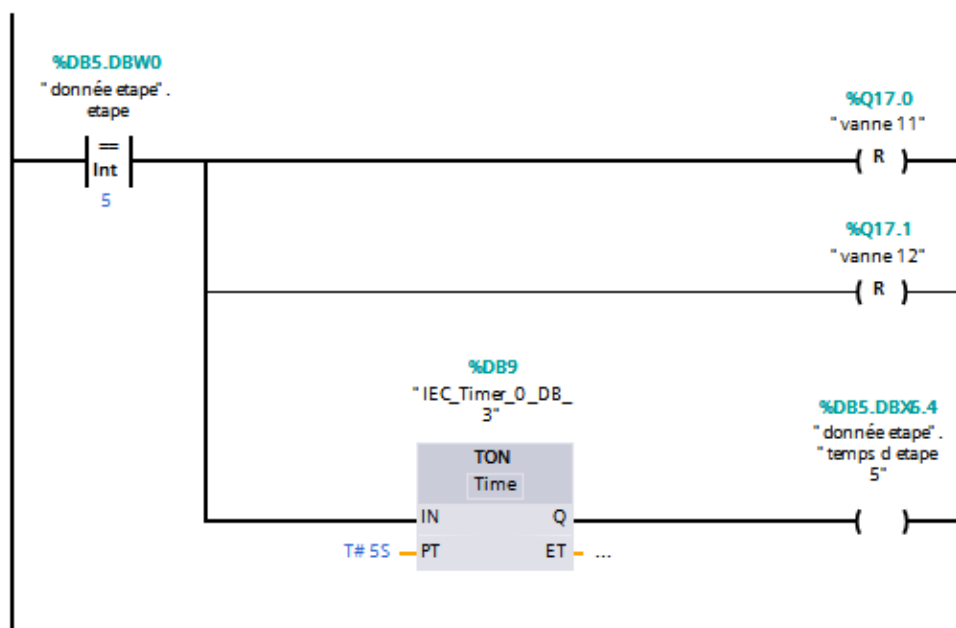 %DB5.DBW0
"donnée etape".
etape
==
Int
5
%Q17.0
"vanne 11"
R
%Q17.1
"vanne 12"
R
%DB9
"IEC_Timer_0_DB_
3"
TON
Time
IN Q
T# 5S PT ET ...
%DB5.DBX6.4
"donnée etape".
"temps d etape
5"